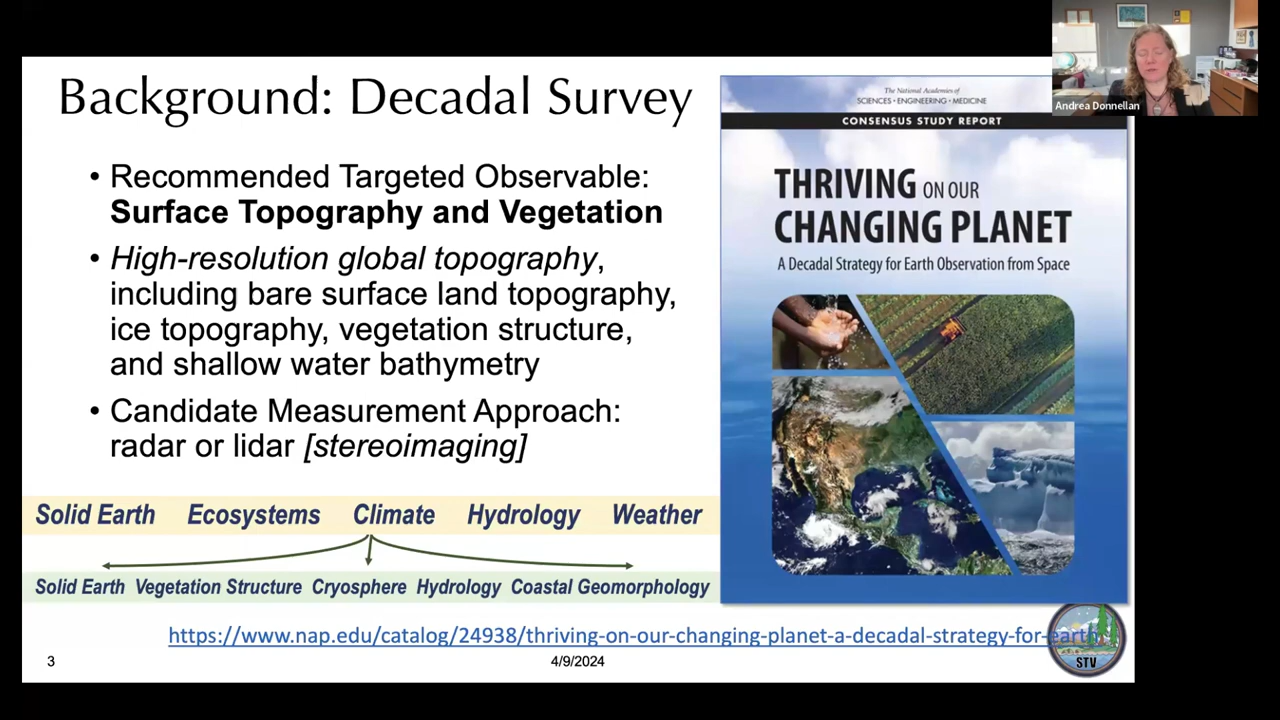 Background: Decadal Survey
• Recommended Targeted Observable:
Surface Topography and Vegetation
• High-resolution global topography,
including bare surface land topography,
ice topography, vegetation structure,
and shallow water bathymetry
• Candidate Measurement Approach:
radar or lidar [stereoimaging]
Solid Earth Ecosystems Climate Hydrology Weather
Solid Earth Vegetation Structure Cryosphere Hydrology Coastal Geomorphology
The National Academies of
SCIENCES • ENGINEERING • MEDICINE
CONSENSUS STUDY REPORT
THRIVING ON OUR
CHANGING PLANET
A Decadal Strategy for Earth Observation from Space
Andrea Donnellan
https://www.nap.edu/catalog/24938/thriving-on-our-changing-planet-a-decadal-strategy-for-earth
3
4/9/2024
STV